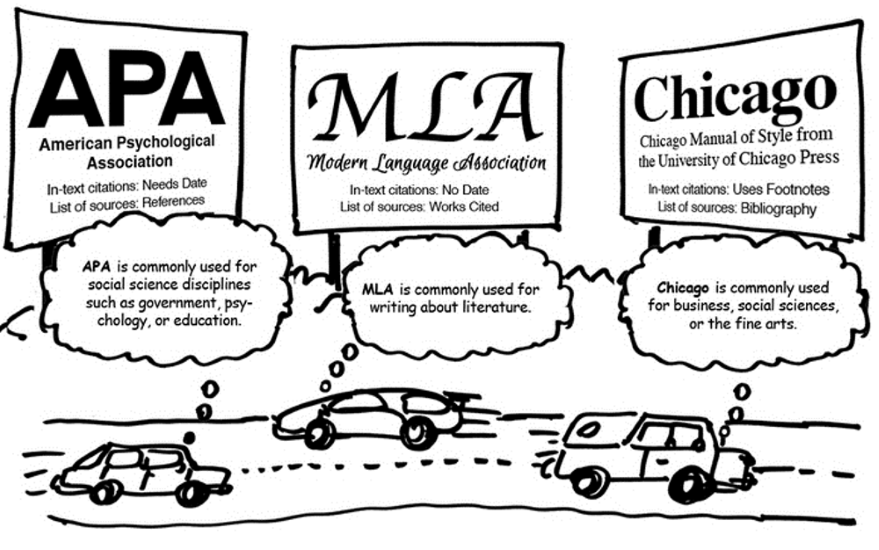 APA
American Psychological
Association
In-text citations: Needs Date
List of sources: References
MLA
Modern Language Association
In-text citations: No Date
List of sources: Works Cited
Chicago
Chicago Manual of Style from
the University of Chicago Press
In-text citations: Uses Footnotes
List of sources: Bibliography
APA is commonly used for
social science disciplines
such as government, psy-
chology, or education.
MLA is commonly used for
writing about literature.
Chicago is commonly used
for business, social sciences,
or the fine arts.